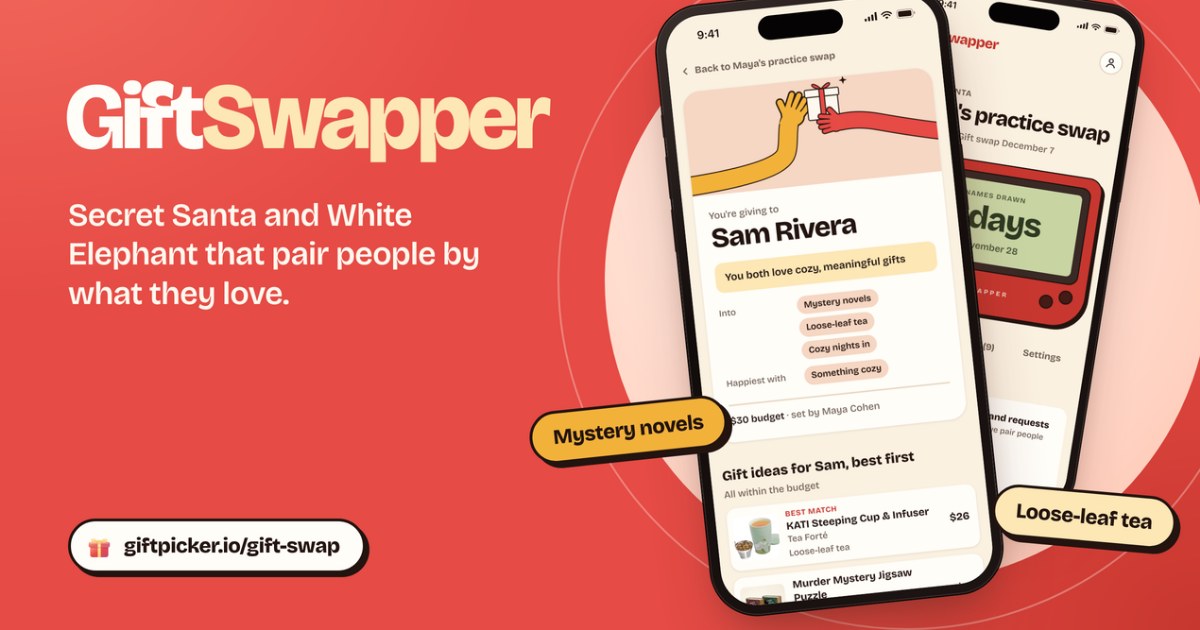 GiftSwapper
Secret Santa and White
Elephant that pair people by
what they love.
giftpicker.io/gift-swap
Mystery novels
Loose-leaf tea
9:41
Back to Maya's practice swap
You're giving to
Sam Rivera
You both love cozy, meaningful gifts
Into
Mystery novels
Loose-leaf tea
Cozy nights in
Happiest with
Something cozy
$30 budget · set by Maya Cohen
Gift ideas for Sam, best first
All within the budget
BEST MATCH
KATI Steeping Cup & Infuser
$26
Tea Forté
Loose-leaf tea
Murder Mystery Jigsaw
Puzzle
:41
wapper
NTA
's practice swap
Gift swap December 7
NAMES DRAWN
days
vember 28
APPER
(9)
Settings
and requests
ve pair people